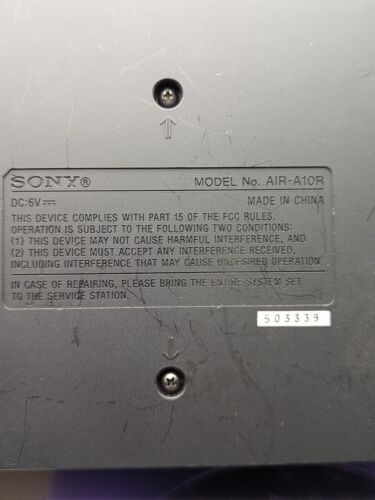 SONY® MODEL No. AIR-A10R
DC:6V⎓ MADE IN CHINA
THIS DEVICE COMPLIES WITH PART 15 OF THE FCC RULES.
OPERATION IS SUBJECT TO THE FOLLOWING TWO CONDITIONS:
(1) THIS DEVICE MAY NOT CAUSE HARMFUL INTERFERENCE, AND
(2) THIS DEVICE MUST ACCEPT ANY INTERFERENCE RECEIVED,
INCLUDING INTERFERENCE THAT MAY CAUSE UNDESIRED OPERATION.
IN CASE OF REPAIRING, PLEASE BRING THE ENTIRE SYSTEM SET
TO THE SERVICE STATION.
503339